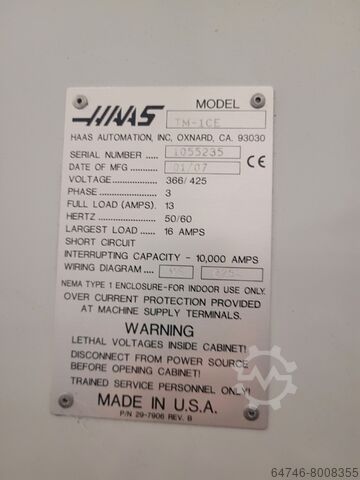 HAAS
MODEL TM-1CE
HAAS AUTOMATION, INC, OXNARD, CA. 93030
SERIAL NUMBER ..... 1055235
DATE OF MFG ............ 01/07
CE
VOLTAGE .................... 366/425
PHASE .......................... 3
FULL LOAD (AMPS). 13
HERTZ .......................... 50/60
LARGEST LOAD ...... 16 AMPS
SHORT CIRCUIT
INTERRUPTING CAPACITY - 10,000 AMPS
WIRING DIAGRAM ....
NEMA TYPE 1 ENCLOSURE-FOR INDOOR USE ONLY.
OVER CURRENT PROTECTION PROVIDED
AT MACHINE SUPPLY TERMINALS.
WARNING
LETHAL VOLTAGES INSIDE CABINET!
DISCONNECT FROM POWER SOURCE
BEFORE OPENING CABINET!
TRAINED SERVICE PERSONNEL ONLY!
MADE IN U.S.A.
P/N 29-7906 REV. B
64746-8008355